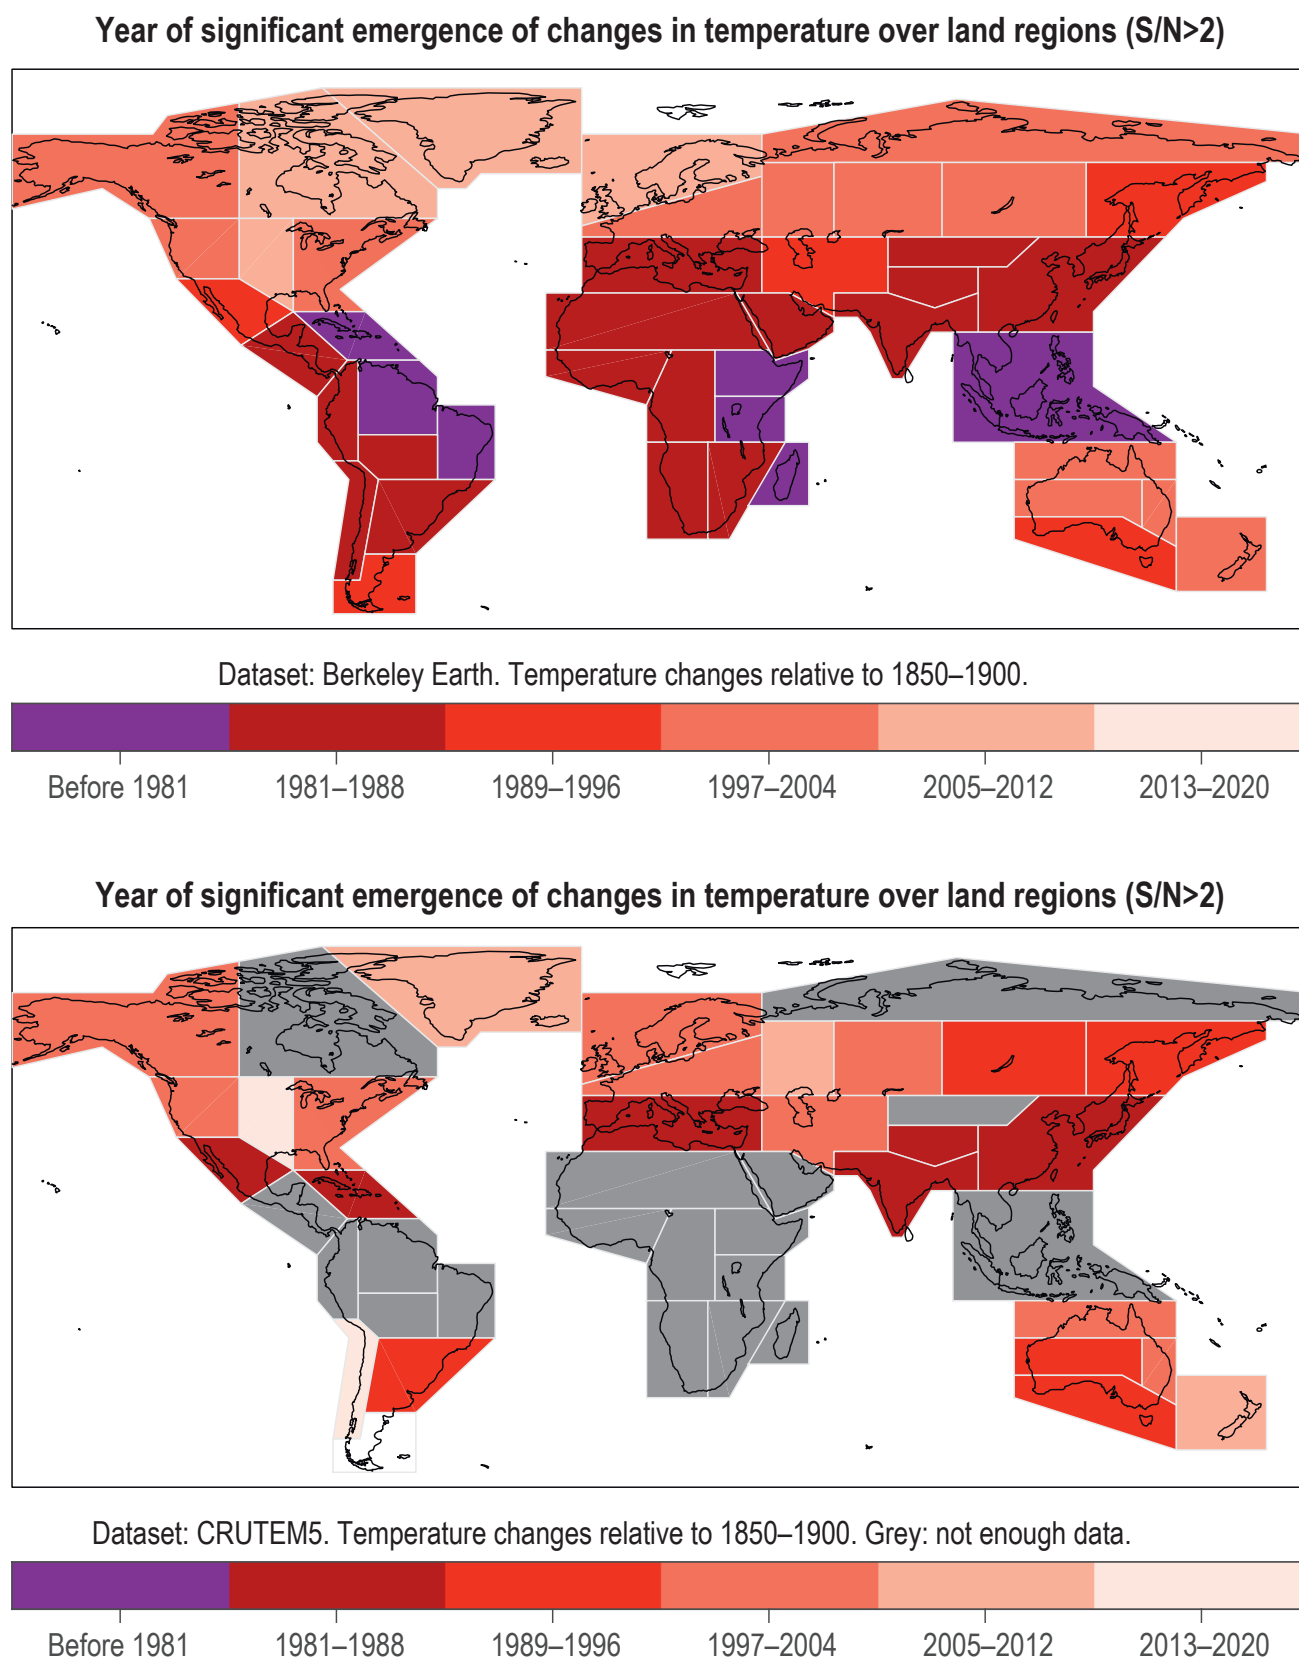 Year of significant emergence of changes in temperature over land regions (S/N>2)
Dataset: Berkeley Earth. Temperature changes relative to 1850–1900.
Before 1981 1981–1988 1989–1996 1997–2004 2005–2012 2013–2020
Year of significant emergence of changes in temperature over land regions (S/N>2)
Dataset: CRUTEM5. Temperature changes relative to 1850–1900. Grey: not enough data.
Before 1981 1981–1988 1989–1996 1997–2004 2005–2012 2013–2020